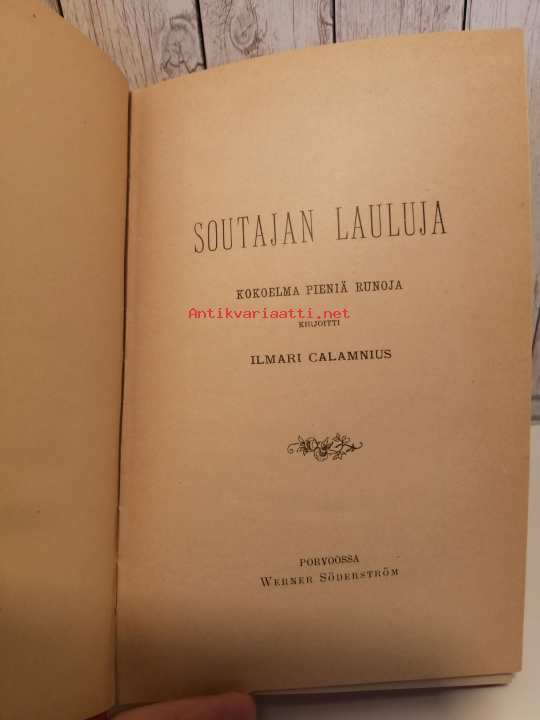 SOUTAJAN LAULUJA
KOKOELMA PIENIÄ RUNOJA
Antikvariaatti.net
KIRJOITTI
ILMARI CALAMNIUS
PORVOOSSA
WERNER SÖDERSTRÖM